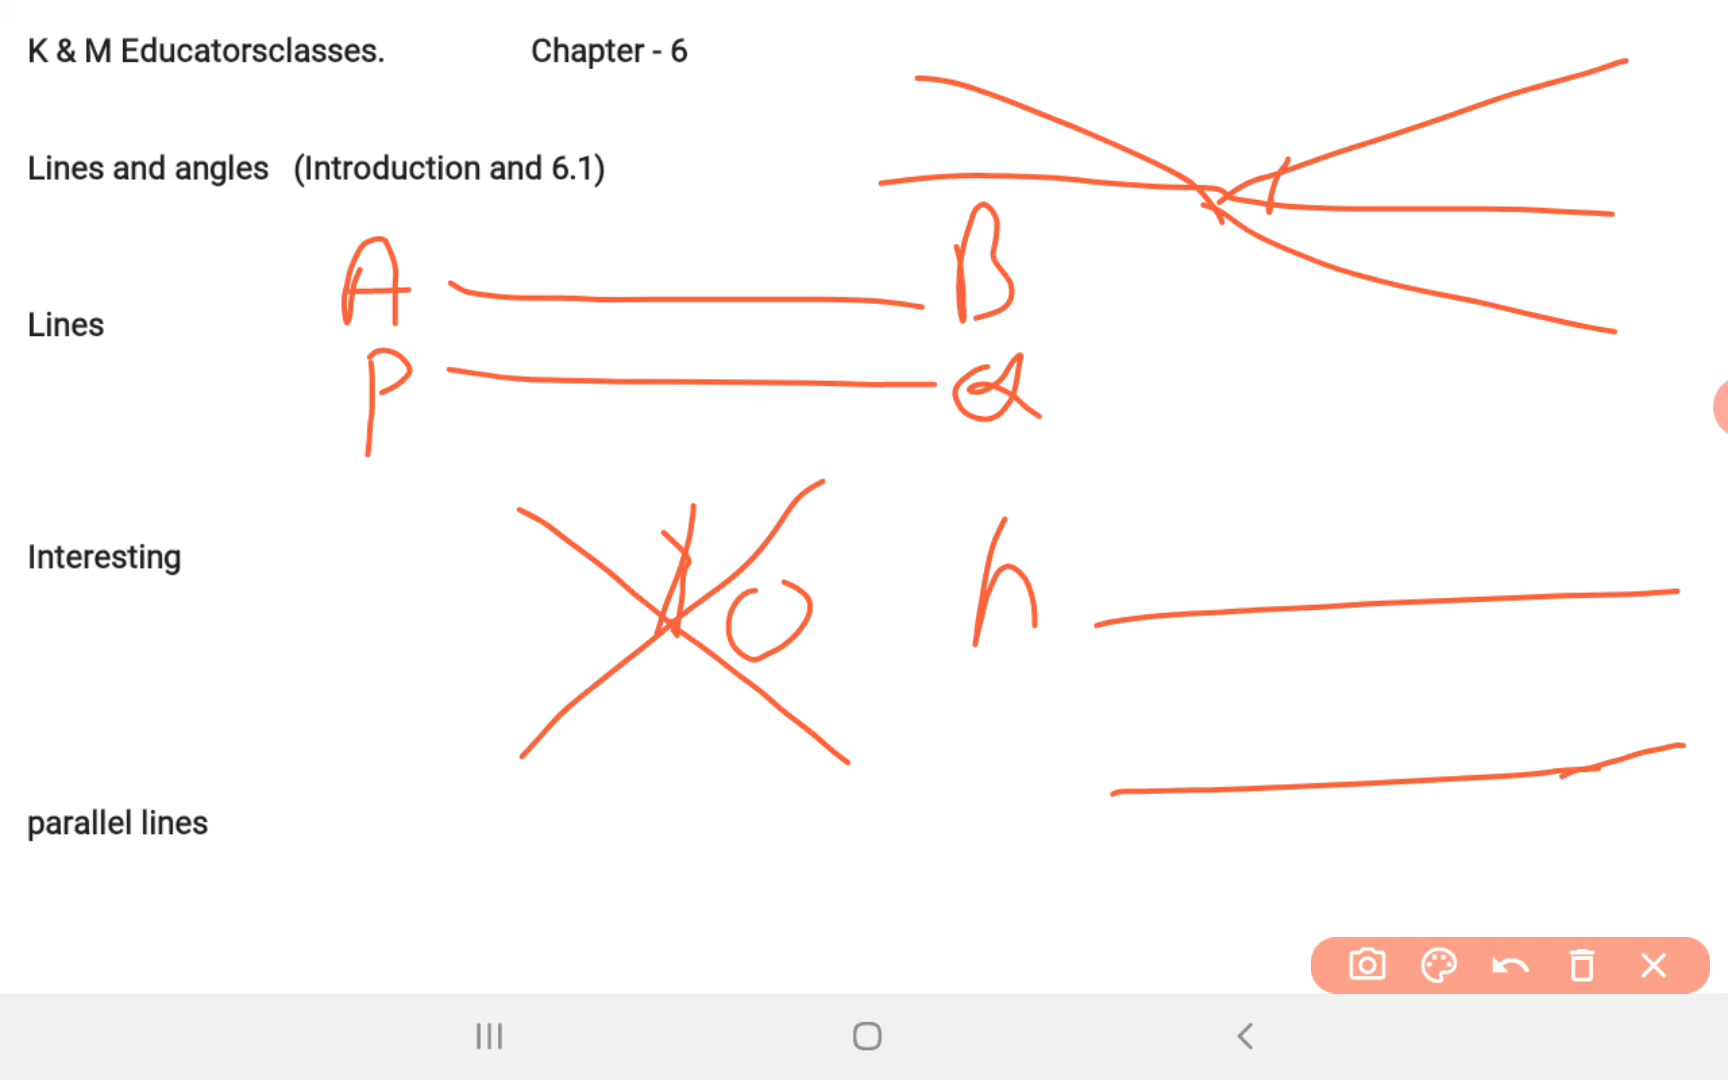 K & M Educatorsclasses. Chapter - 6
Lines and angles (Introduction and 6.1)
A B
Lines
P Q
Interesting
O h
parallel lines